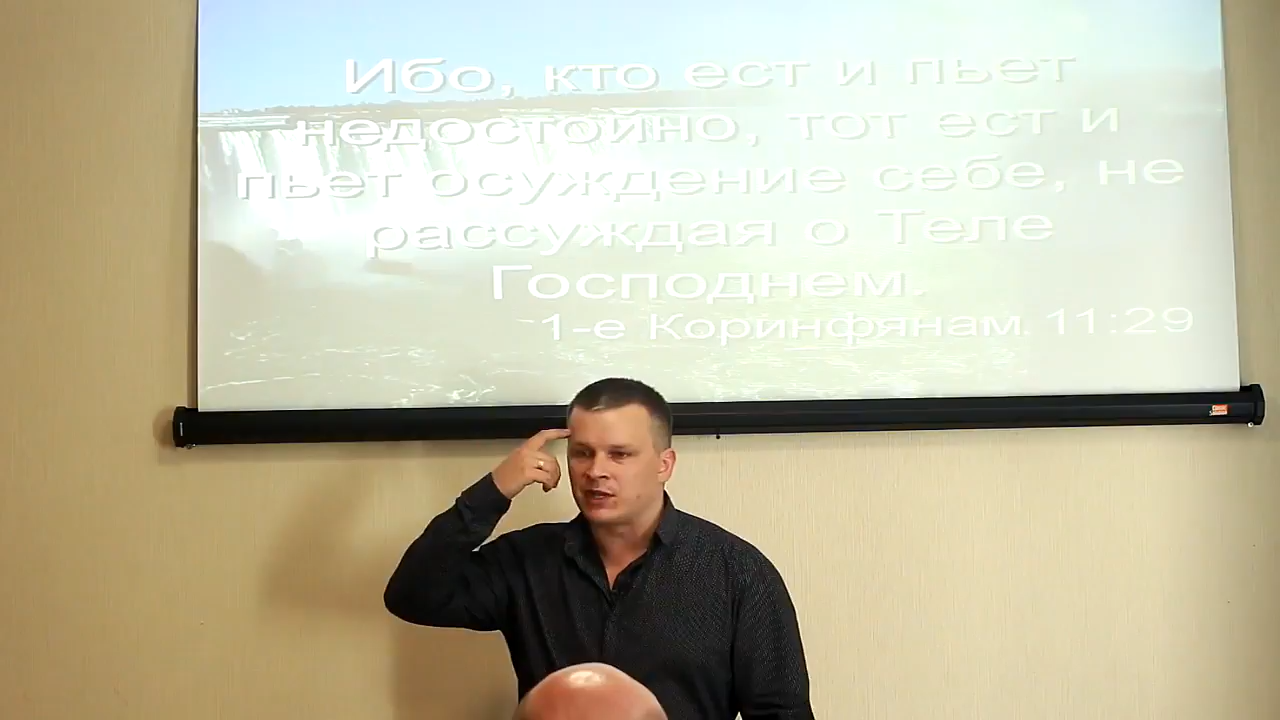 Ибо, кто ест и пьет
недостойно, тот ест и
пьет осуждение себе, не
рассуждая о Теле
Господнем.
1-е Коринфянам 11:29